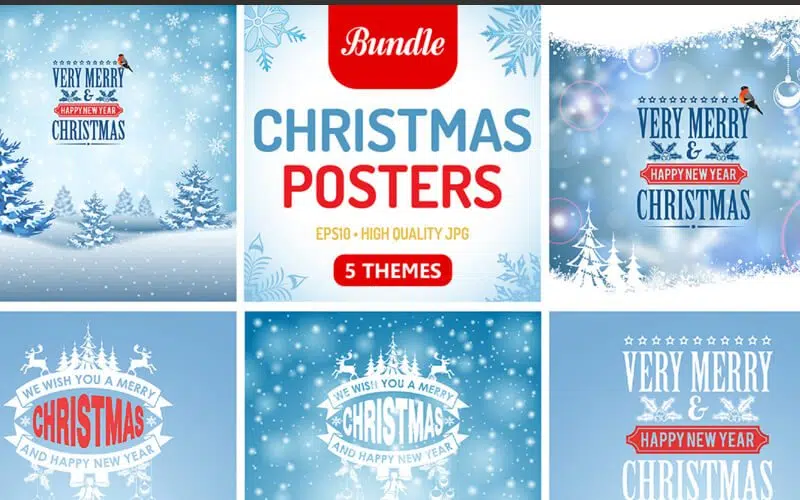 VERY MERRY
&
HAPPY NEW YEAR
CHRISTMAS
Bundle
CHRISTMAS
POSTERS
EPS10 • HIGH QUALITY JPG
5 THEMES
VERY MERRY
&
HAPPY NEW YEAR
CHRISTMAS
WE WISH YOU A MERRY
CHRISTMAS
AND HAPPY NEW YEAR
WE WISH YOU A MERRY
CHRISTMAS
AND HAPPY NEW YEAR
VERY MERRY
&
HAPPY NEW YEAR
CHRISTMAS